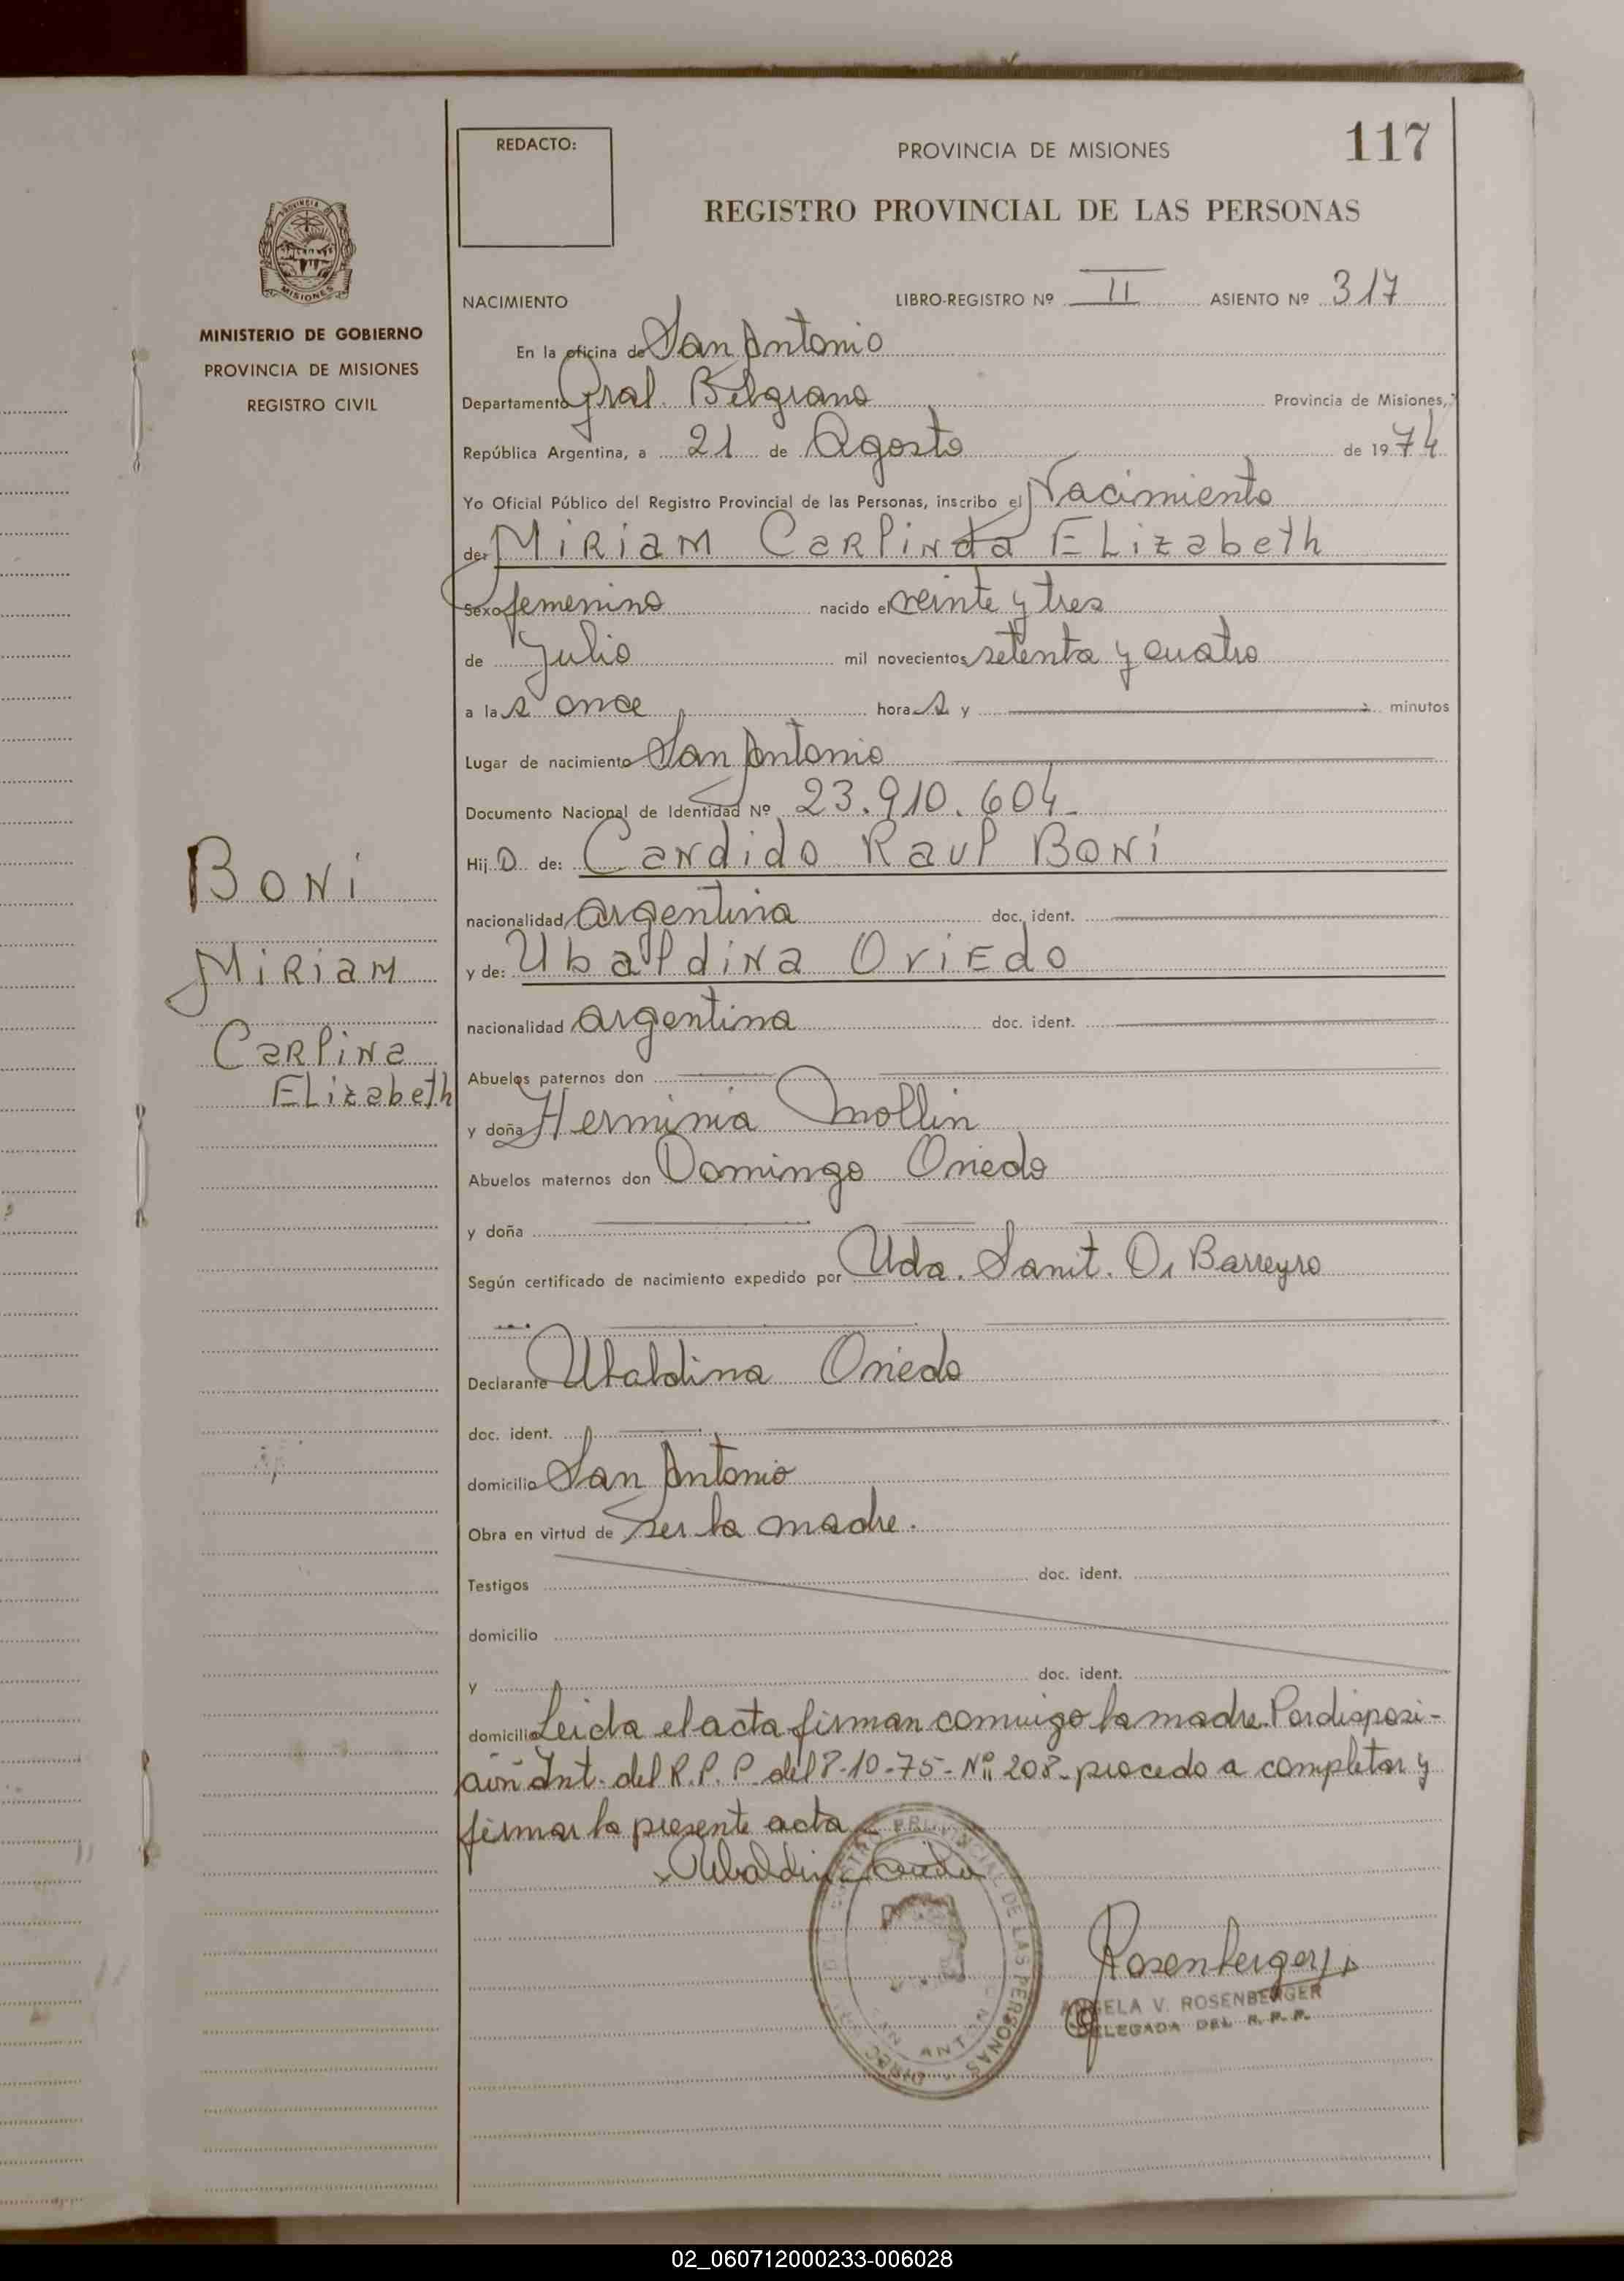 REDACTO:
PROVINCIA DE MISIONES
117
REGISTRO PROVINCIAL DE LAS PERSONAS
PROVINCIA
MISIONES
MINISTERIO DE GOBIERNO
PROVINCIA DE MISIONES
REGISTRO CIVIL
NACIMIENTO LIBRO-REGISTRO Nº II ASIENTO Nº 317
En la oficina de San Antonio
Departamento Gral. Belgrano Provincia de Misiones,
República Argentina, a 21 de Agosto de 1974
Yo Oficial Público del Registro Provincial de las Personas, inscribo el Nacimiento
de: Miriam Carlinda Elizabeth
Sexo femenino nacido el veinte y tres
de Julio mil novecientos setenta y cuatro
a las once horas y minutos
Lugar de nacimiento San Antonio
Documento Nacional de Identidad Nº 23.910.604
Hij a de: Candido Raul Boni
nacionalidad argentina doc. ident.
y de: Ubaldina Oviedo
nacionalidad argentina doc. ident.
Abuelos paternos don
y doña Herminia Mollin
Abuelos maternos don Domingo Oviedo
y doña
Según certificado de nacimiento expedido por Uda. Sanit. D. Barreyro
Declarante Ubaldina Oviedo
doc. ident.
domicilio San Antonio
Obra en virtud de ser la madre.
Testigos doc. ident.
domicilio
y doc. ident.
domicilio Leida el acta firman conmigo la madre. Por disposi-
ción Int. del R.P.P. del 8-10-75- Nº 208- procedo a completar y
firmar la presente acta
Ubaldina Oviedo
Rosenberger
ANGELA V. ROSENBERGER
DELEGADA DEL R.P.P.
Boni
Miriam
Carlina
Elizabeth
02_060712000233-006028